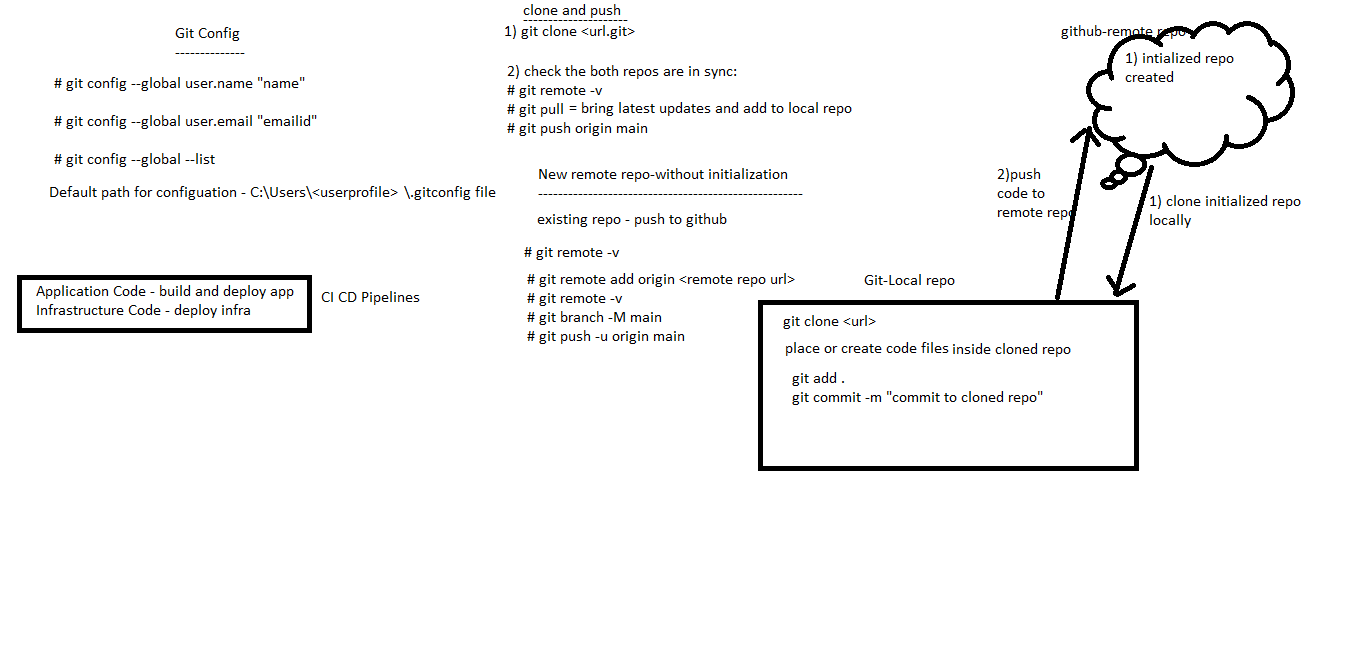 Git Config
--------------
# git config --global user.name "name"
# git config --global user.email "emailid"
# git config --global --list
Default path for configuation - C:\Users\<userprofile> \.gitconfig file
Application Code - build and deploy app
Infrastructure Code - deploy infra
CI CD Pipelines
clone and push
---------------------
1) git clone <url.git>
2) check the both repos are in sync:
# git remote -v
# git pull = bring latest updates and add to local repo
# git push origin main
New remote repo-without initialization
-----------------------------------------------------
existing repo - push to github
# git remote -v
# git remote add origin <remote repo url>
# git remote -v
# git branch -M main
# git push -u origin main
github-remote repo
1) intialized repo
created
2)push
code to
remote repo
1) clone initialized repo
locally
Git-Local repo
git clone <url>
place or create code files inside cloned repo
git add .
git commit -m "commit to cloned repo"